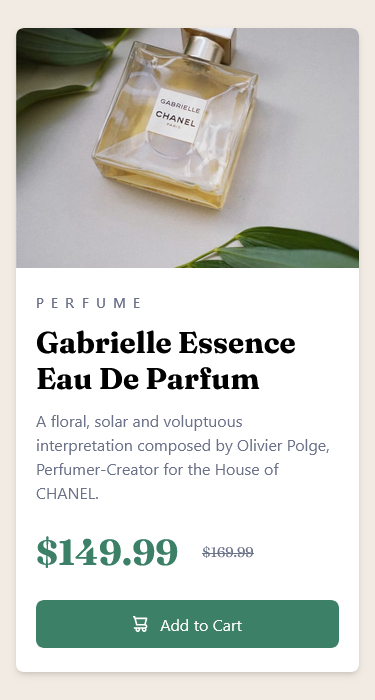 GABRIELLE
CHANEL
PARIS
PERFUME
Gabrielle Essence
Eau De Parfum
A floral, solar and voluptuous
interpretation composed by Olivier Polge,
Perfumer-Creator for the House of
CHANEL.
$149.99 $169.99
Add to Cart